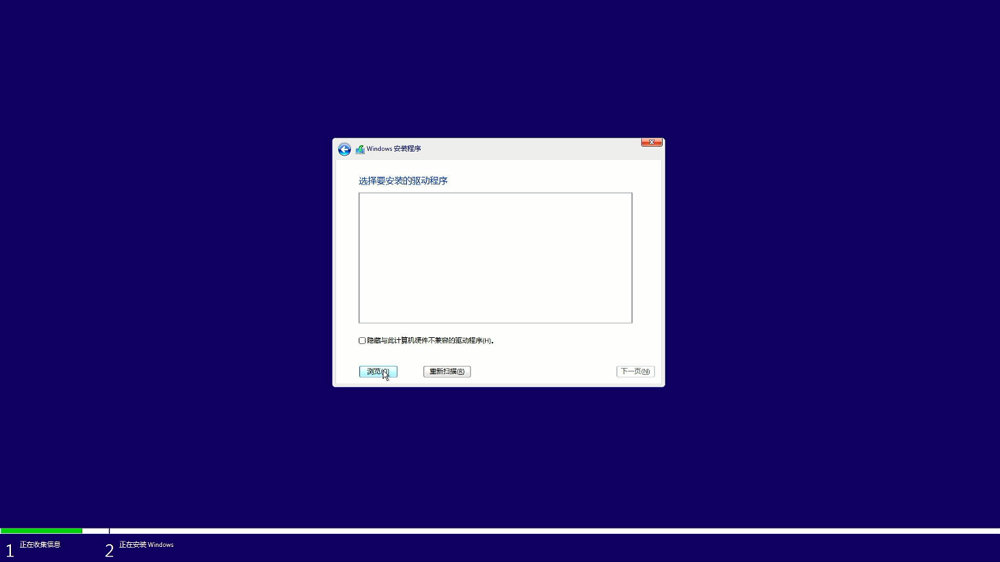 Windows 安装程序
选择要安装的驱动程序
隐藏与此计算机硬件不兼容的驱动程序(H)。
浏览
重新扫描(R)
下一页(N)
1 正在收集信息
2 正在安装 Windows